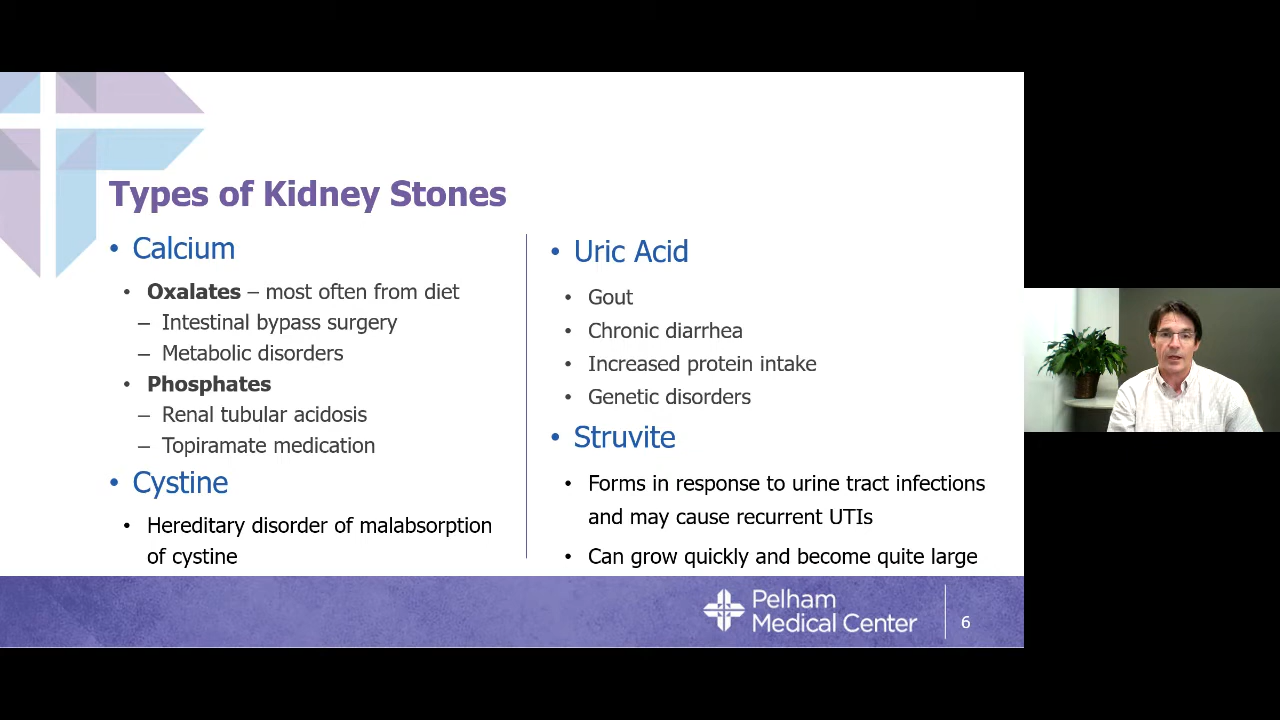 Types of Kidney Stones
• Calcium
• Oxalates – most often from diet
– Intestinal bypass surgery
– Metabolic disorders
• Phosphates
– Renal tubular acidosis
– Topiramate medication
• Cystine
• Hereditary disorder of malabsorption
of cystine
• Uric Acid
• Gout
• Chronic diarrhea
• Increased protein intake
• Genetic disorders
• Struvite
• Forms in response to urine tract infections
and may cause recurrent UTIs
• Can grow quickly and become quite large
Pelham
Medical Center
6